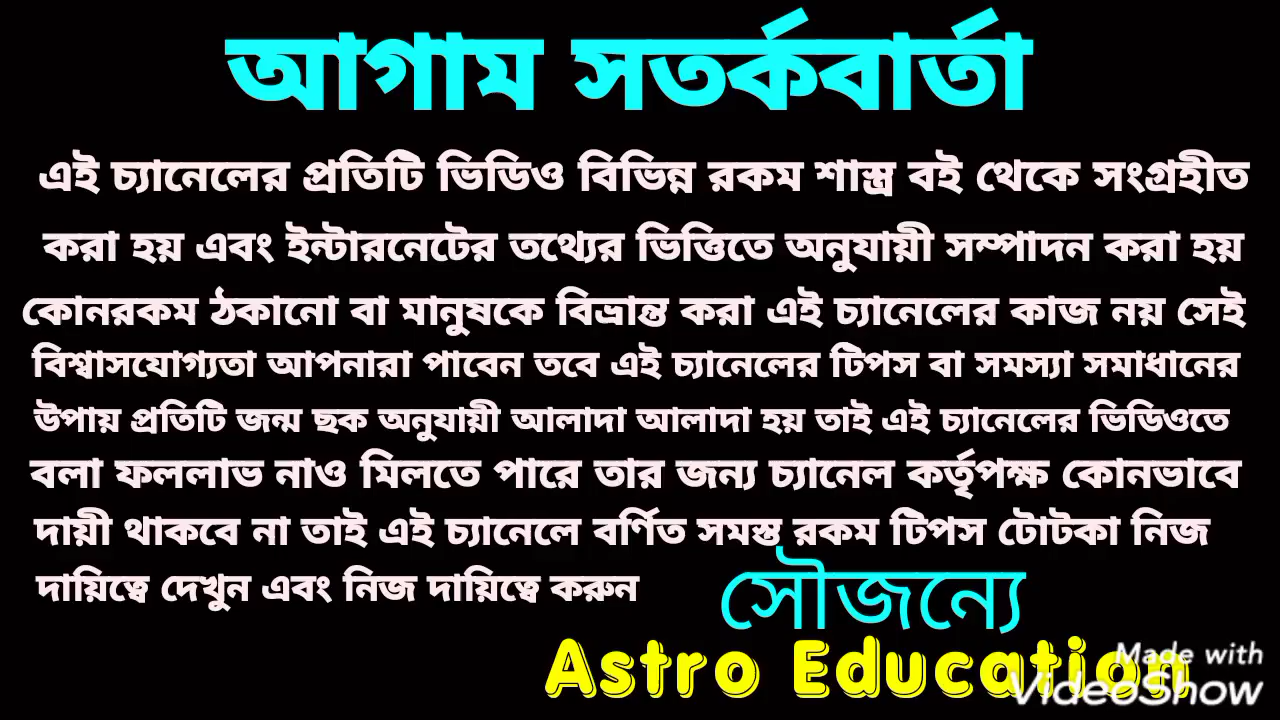 আগাম সতর্কবার্তা
এই চ্যানেলের প্রতিটি ভিডিও বিভিন্ন রকম শাস্ত্র বই থেকে সংগ্রহীত
করা হয় এবং ইন্টারনেটের তথ্যের ভিত্তিতে অনুযায়ী সম্পাদন করা হয়
কোনরকম ঠকানো বা মানুষকে বিভ্রান্ত করা এই চ্যানেলের কাজ নয় সেই
বিশ্বাসযোগ্যতা আপনারা পাবেন তবে এই চ্যানেলের টিপস বা সমস্যা সমাধানের
উপায় প্রতিটি জন্ম ছক অনুযায়ী আলাদা আলাদা হয় তাই এই চ্যানেলের ভিডিওতে
বলা ফললাভ নাও মিলতে পারে তার জন্য চ্যানেল কর্তৃপক্ষ কোনভাবে
দায়ী থাকবে না তাই এই চ্যানেলে বর্ণিত সমস্ত রকম টিপস টোটকা নিজ
দায়িত্বে দেখুন এবং নিজ দায়িত্বে করুন
সৌজন্যে
Astro Education
Made with
VideoShow